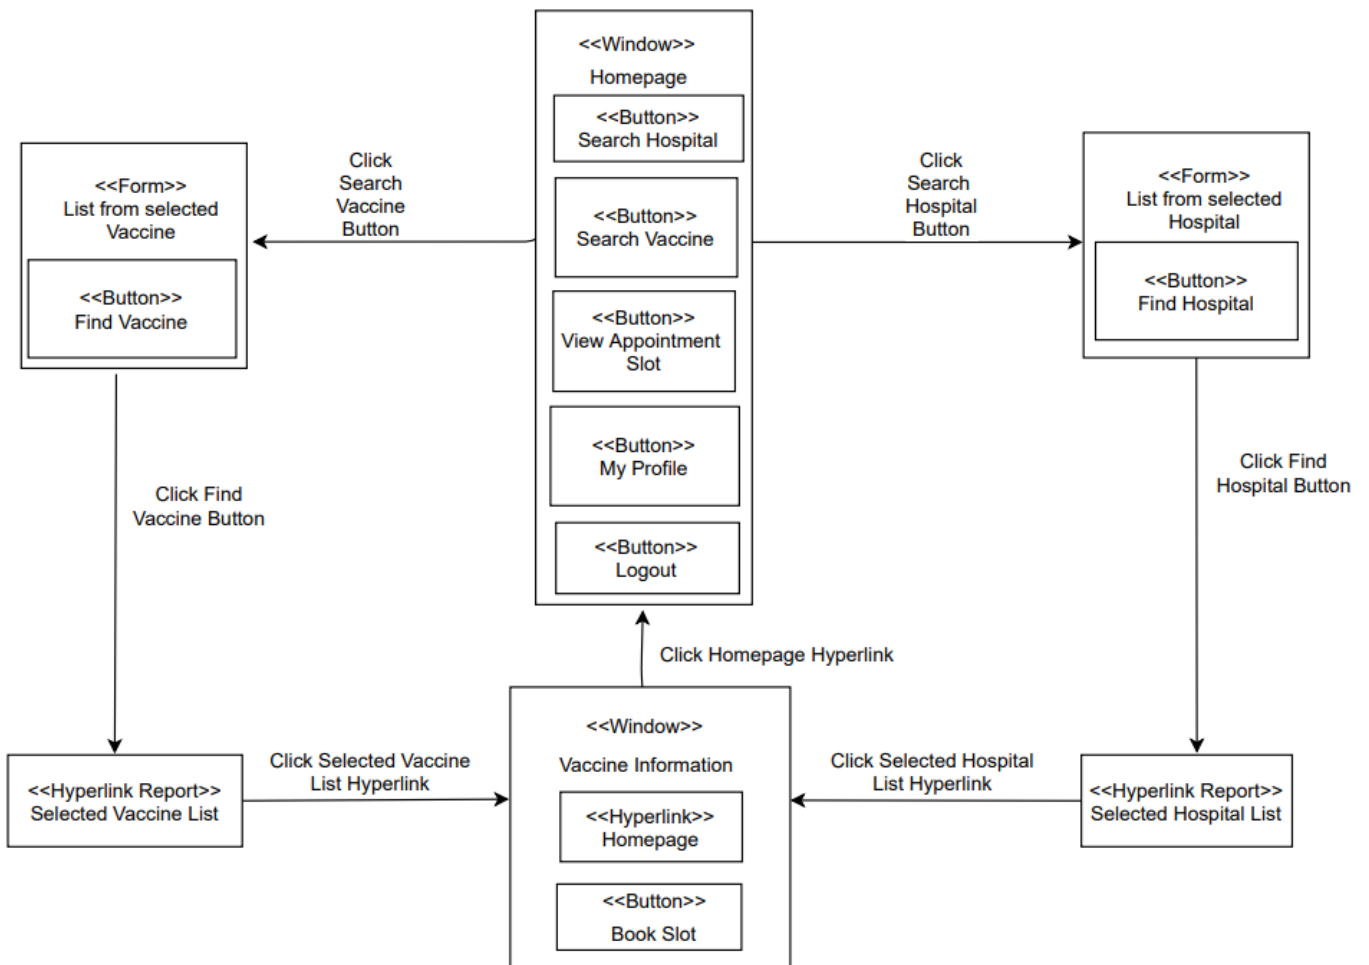 <<Window>>
Homepage
<<Button>>
Search Hospital
<<Button>>
Search Vaccine
<<Button>>
View Appointment
Slot
<<Button>>
My Profile
<<Button>>
Logout
Click
Search
Vaccine
Button
Click
Search
Hospital
Button
<<Form>>
List from selected
Vaccine
<<Button>>
Find Vaccine
<<Form>>
List from selected
Hospital
<<Button>>
Find Hospital
Click Find
Vaccine Button
Click Find
Hospital Button
Click Homepage Hyperlink
<<Hyperlink Report>>
Selected Vaccine List
Click Selected Vaccine
List Hyperlink
<<Window>>
Vaccine Information
<<Hyperlink>>
Homepage
<<Button>>
Book Slot
Click Selected Hospital
List Hyperlink
<<Hyperlink Report>>
Selected Hospital List